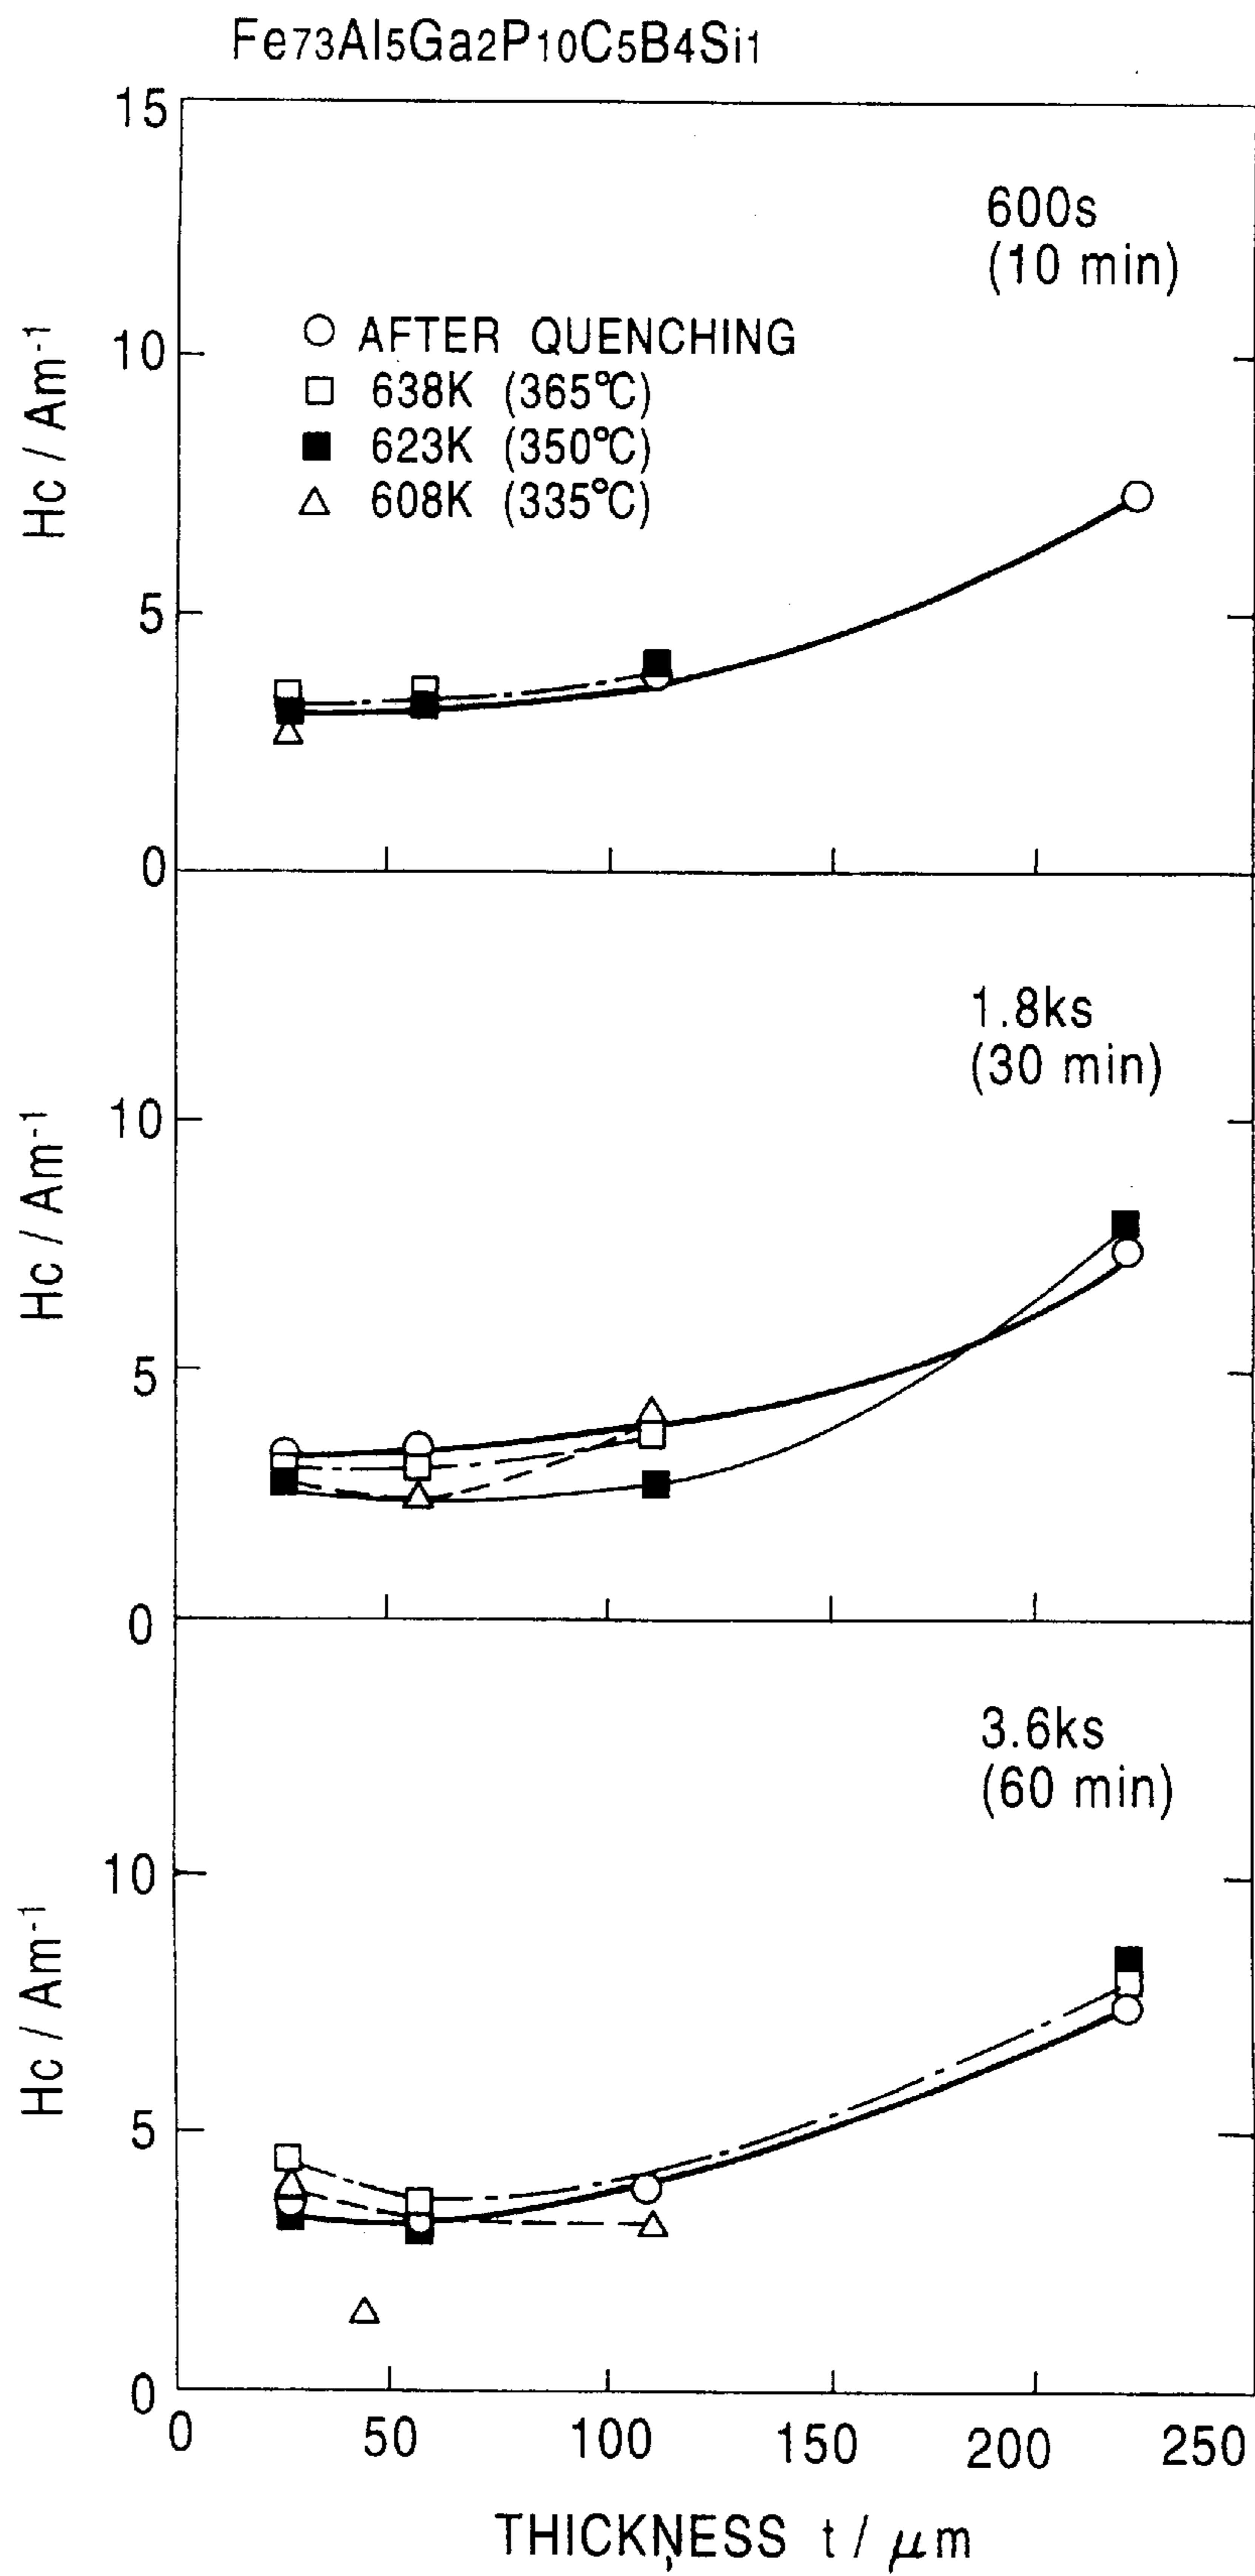 Fe73Al5Ga2P10C5B4Si1
15
10
5
0
Hc / Am-1
600s
(10 min)
AFTER QUENCHING
638K (365°C)
623K (350°C)
608K (335°C)
10
5
0
Hc / Am-1
1.8ks
(30 min)
10
5
0
Hc / Am-1
3.6ks
(60 min)
0 50 100 150 200 250
THICKNESS t / μm